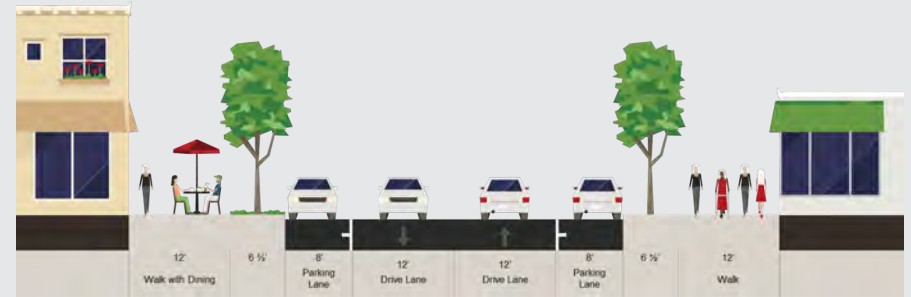 12'
Walk with Dining
6 ½'
8'
Parking
Lane
12'
Drive Lane
12'
Drive Lane
8'
Parking
Lane
6 ½'
12'
Walk